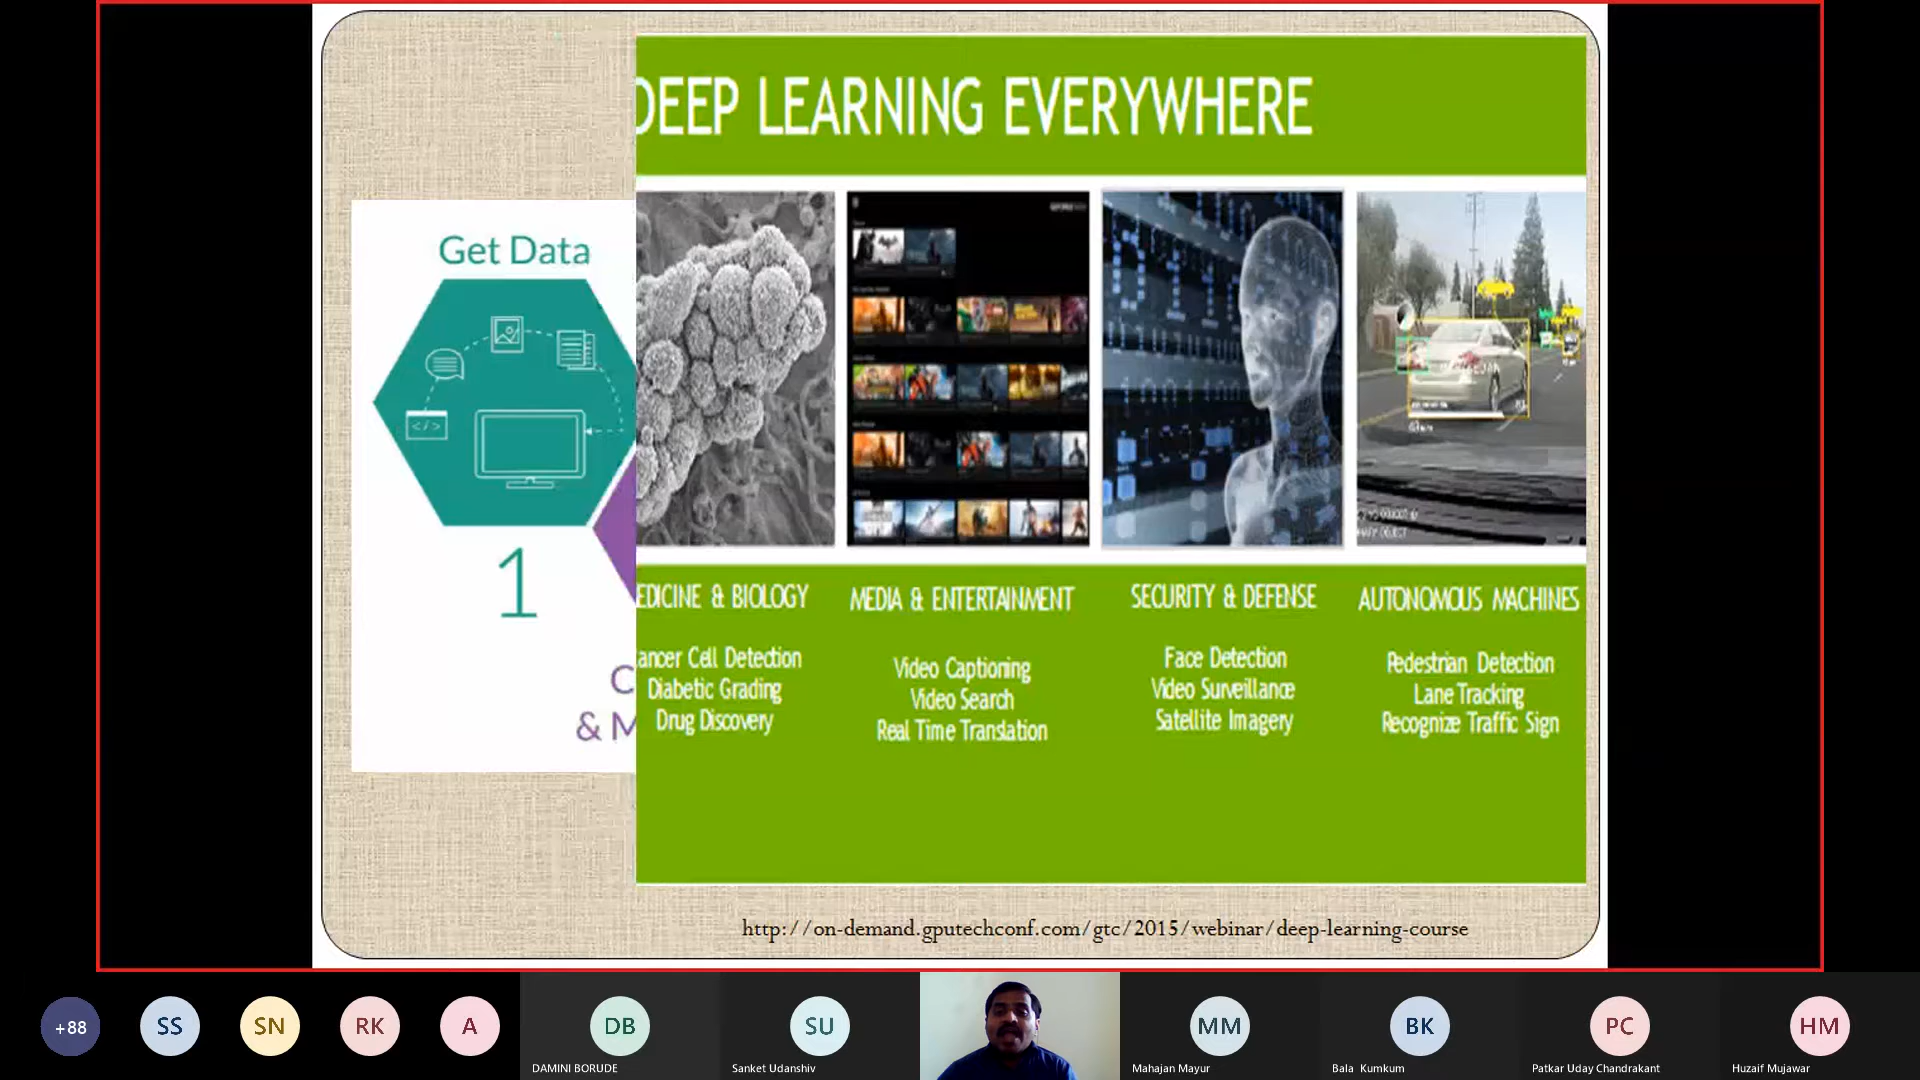 DEEP LEARNING EVERYWHERE
Get Data
</>
1
C
& M
EDICINE & BIOLOGY
ancer Cell Detection
Diabetic Grading
Drug Discovery
MEDIA & ENTERTAINMENT
Video Captioning
Video Search
Real Time Translation
SECURITY & DEFENSE
Face Detection
Video Surveillance
Satellite Imagery
AUTONOMOUS MACHINES
Pedestrian Detection
Lane Tracking
Recognize Traffic Sign
http://on-demand.gputechconf.com/gtc/2015/webinar/deep-learning-course
+88
SS
SN
RK
A
DB
DAMINI BORUDE
SU
Sanket Udanshiv
MM
Mahajan Mayur
BK
Bala Kumkum
PC
Patkar Uday Chandrakant
HM
Huzaif Mujawar